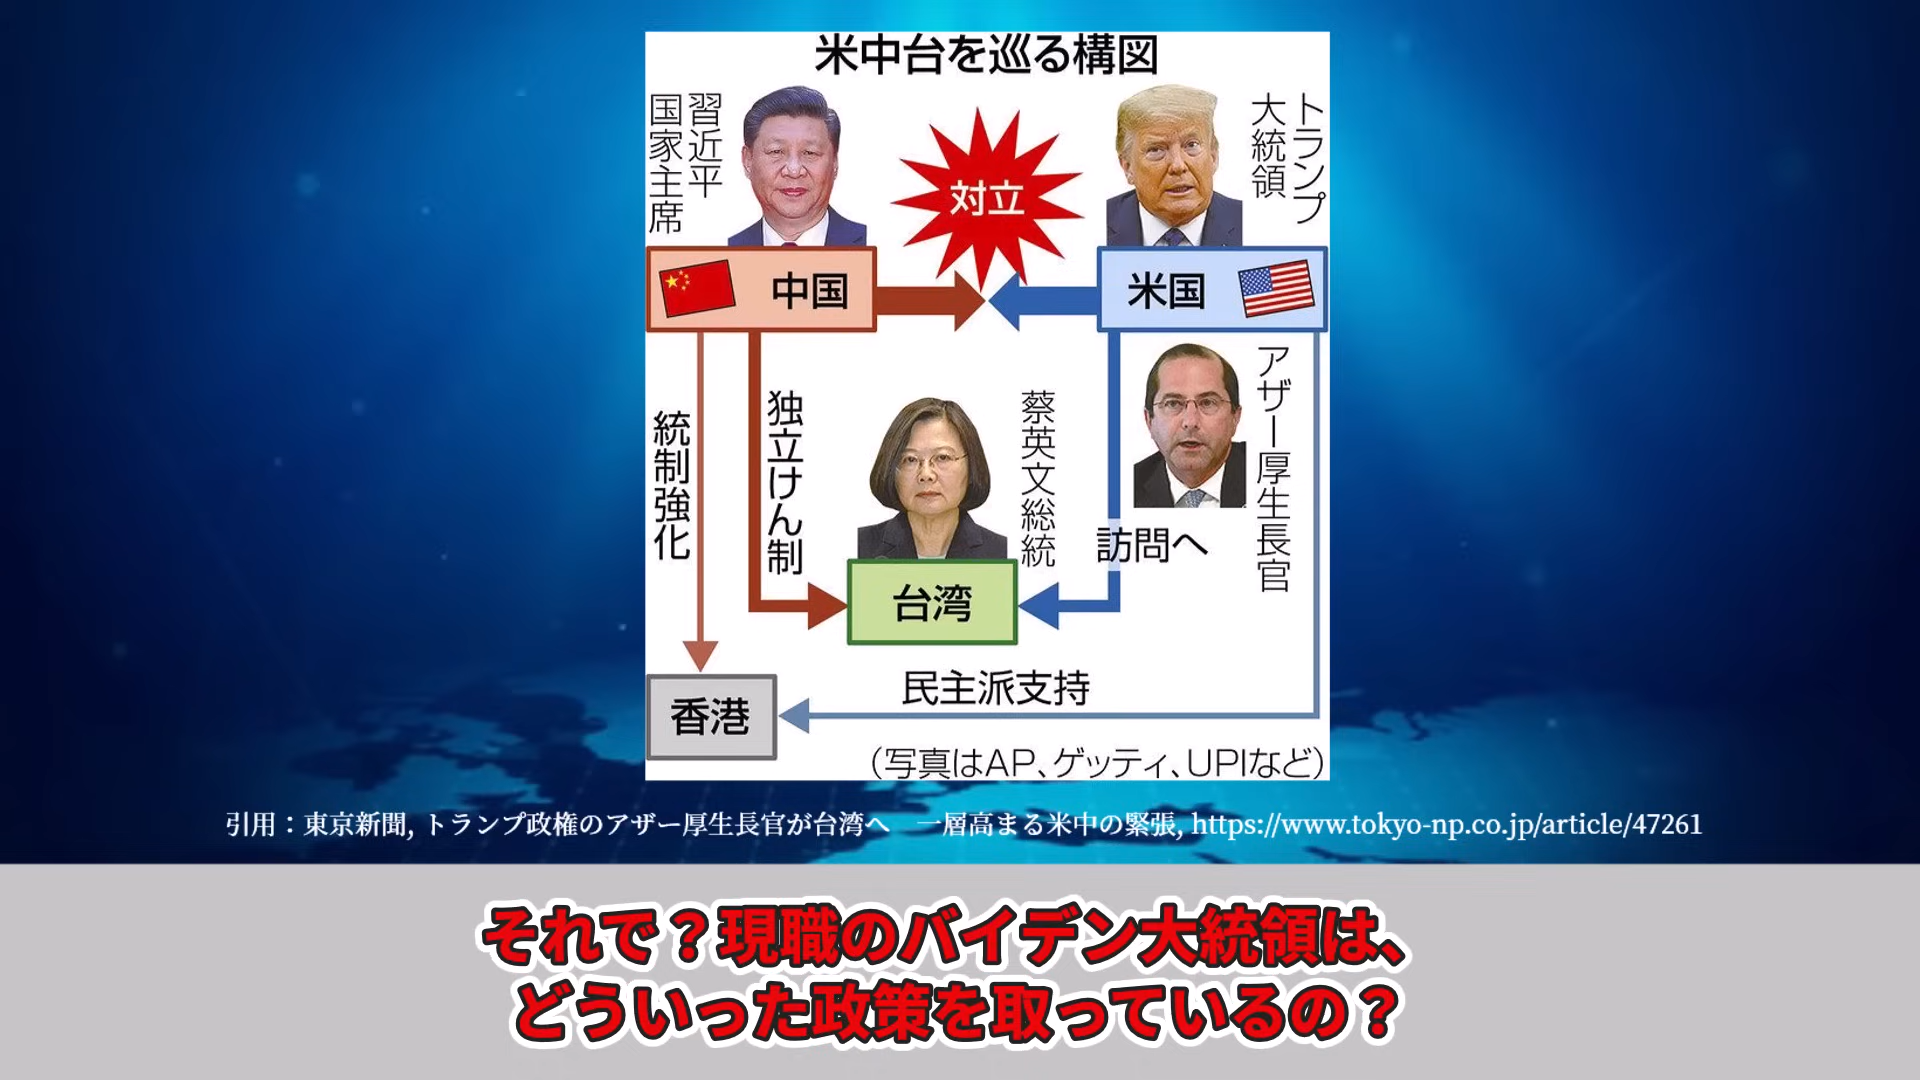 米中台を巡る構図
習近平
国家主席
対立
トランプ
大統領
中国
米国
統制強化
独立けん制
蔡英文総統
アザー厚生長官
訪問へ
台湾
民主派支持
香港
（写真はAP、ゲッティ、UPIなど）
引用：東京新聞, トランプ政権のアザー厚生長官が台湾へ　一層高まる米中の緊張, https://www.tokyo-np.co.jp/article/47261
それで？現職のバイデン大統領は、
どういった政策を取っているの？